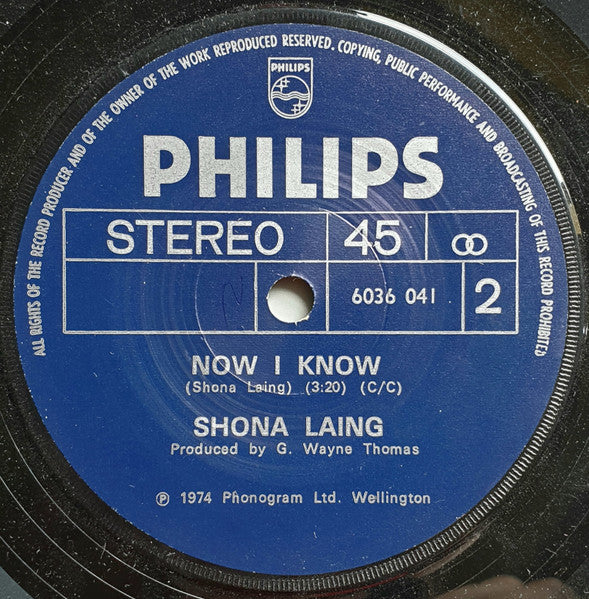 ALL RIGHTS OF THE RECORD PRODUCER AND OF THE OWNER OF THE WORK REPRODUCED RESERVED. COPYING, PUBLIC PERFORMANCE AND BROADCASTING OF THIS RECORD PROHIBITED
PHILIPS
PHILIPS
STEREO 45
6036 041 2
NOW I KNOW
(Shona Laing) (3:20) (C/C)
SHONA LAING
Produced by G. Wayne Thomas
℗ 1974 Phonogram Ltd. Wellington